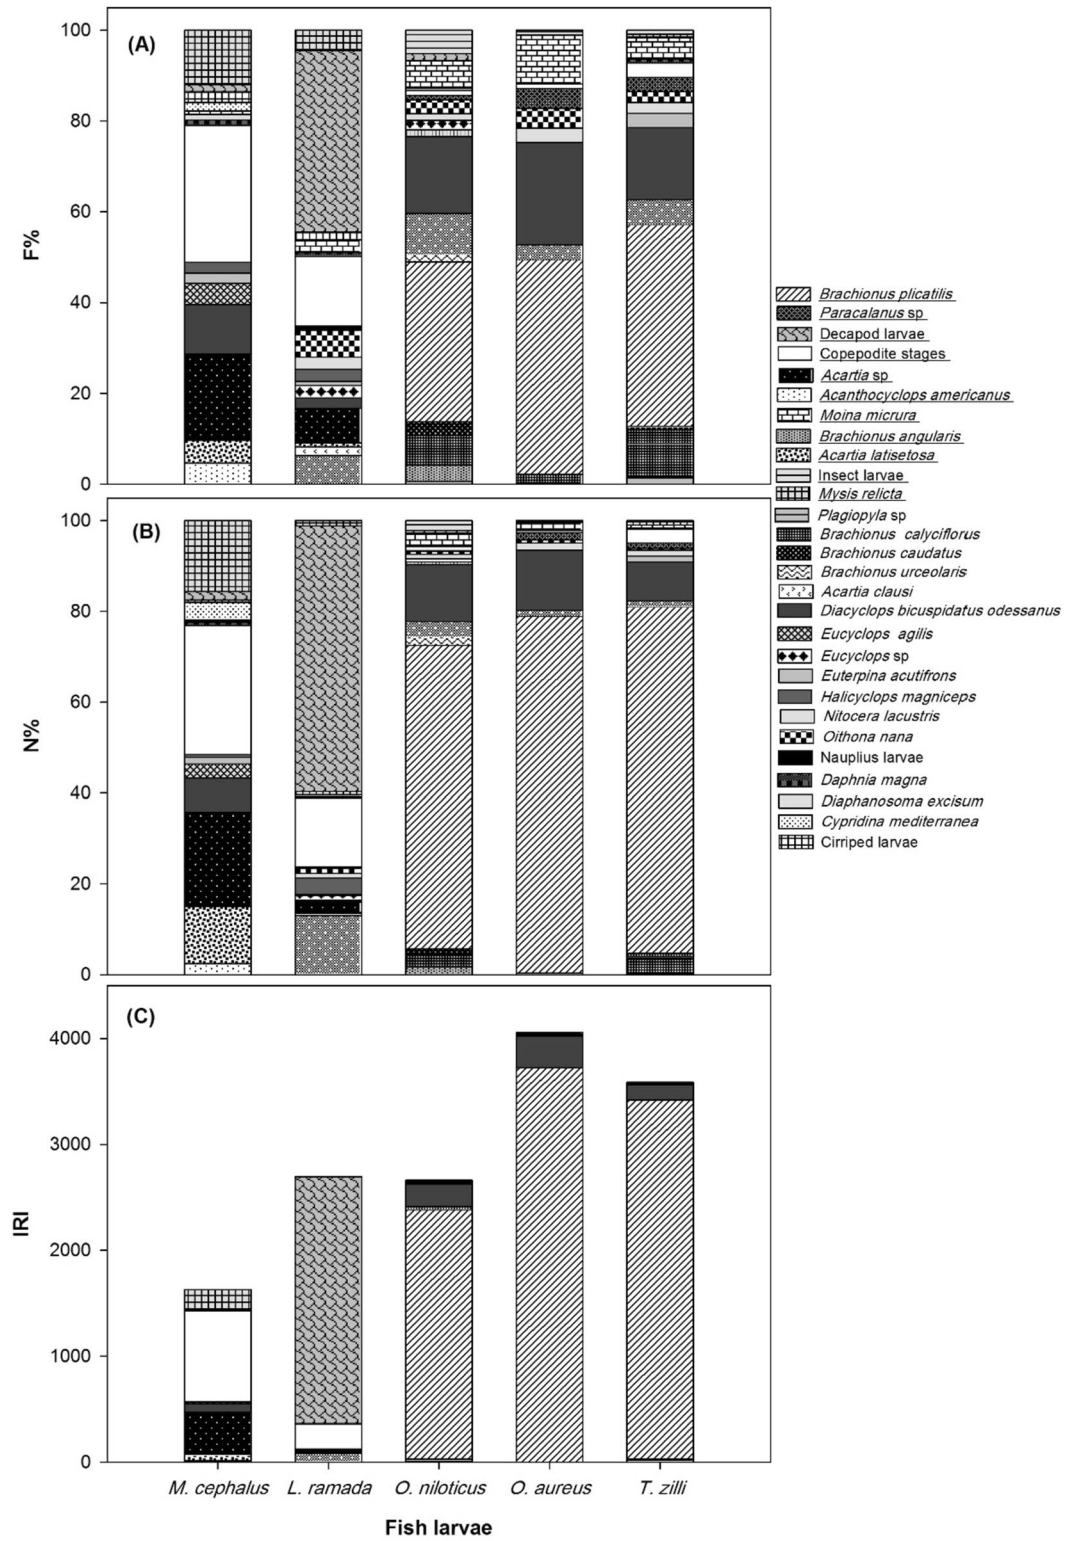 (A)
100
80
60
40
20
0
F%
(B)
100
80
60
40
20
0
N%
(C)
4000
3000
2000
1000
0
IRI
M. cephalus L. ramada O. niloticus O. aureus T. zilli
Fish larvae
Brachionus plicatilis
Paracalanus sp
Decapod larvae
Copepodite stages
Acartia sp
Acanthocyclops americanus
Moina micrura
Brachionus angularis
Acartia latisetosa
Insect larvae
Mysis relicta
Plagiopyla sp
Brachionus calyciflorus
Brachionus caudatus
Brachionus urceolaris
Acartia clausi
Diacyclops bicuspidatus odessanus
Eucyclops agilis
Eucyclops sp
Euterpina acutifrons
Halicyclops magniceps
Nitocera lacustris
Oithona nana
Nauplius larvae
Daphnia magna
Diaphanosoma excisum
Cypridina mediterranea
Cirriped larvae